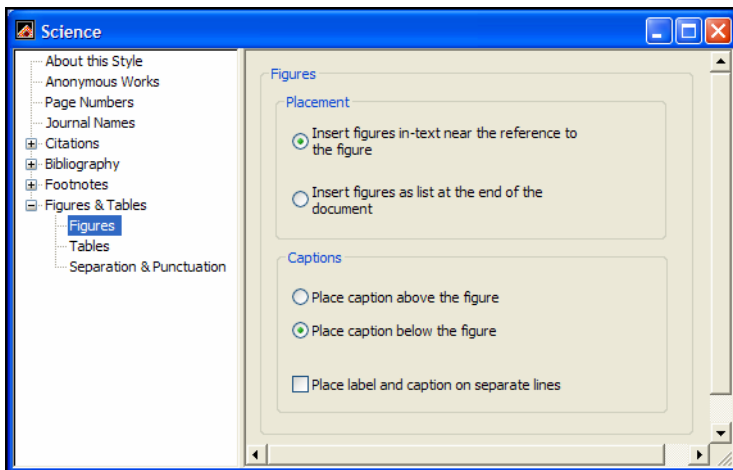 Science
About this Style
Anonymous Works
Page Numbers
Journal Names
Citations
Bibliography
Footnotes
Figures & Tables
Figures
Tables
Separation & Punctuation
Figures
Placement
Insert figures in-text near the reference to
the figure
Insert figures as list at the end of the
document
Captions
Place caption above the figure
Place caption below the figure
Place label and caption on separate lines